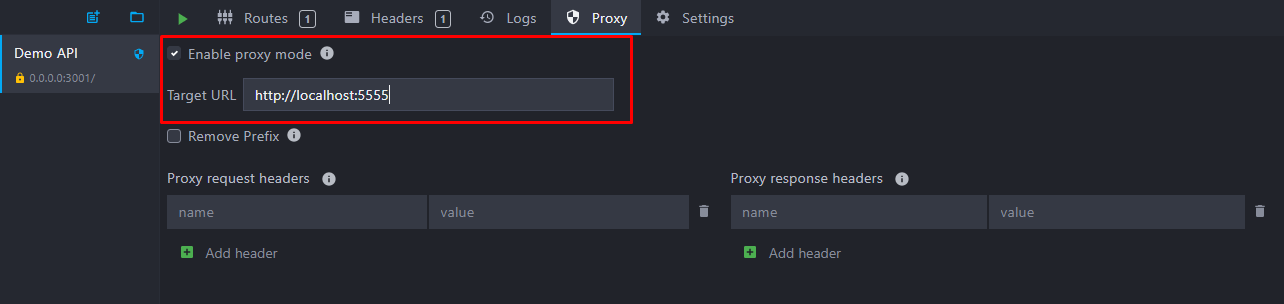 Routes 1 Headers 1 Logs Proxy Settings
Demo API
0.0.0.0:3001/
Enable proxy mode
Target URL http://localhost:5555
Remove Prefix
Proxy request headers
name value
Add header
Proxy response headers
name value
Add header